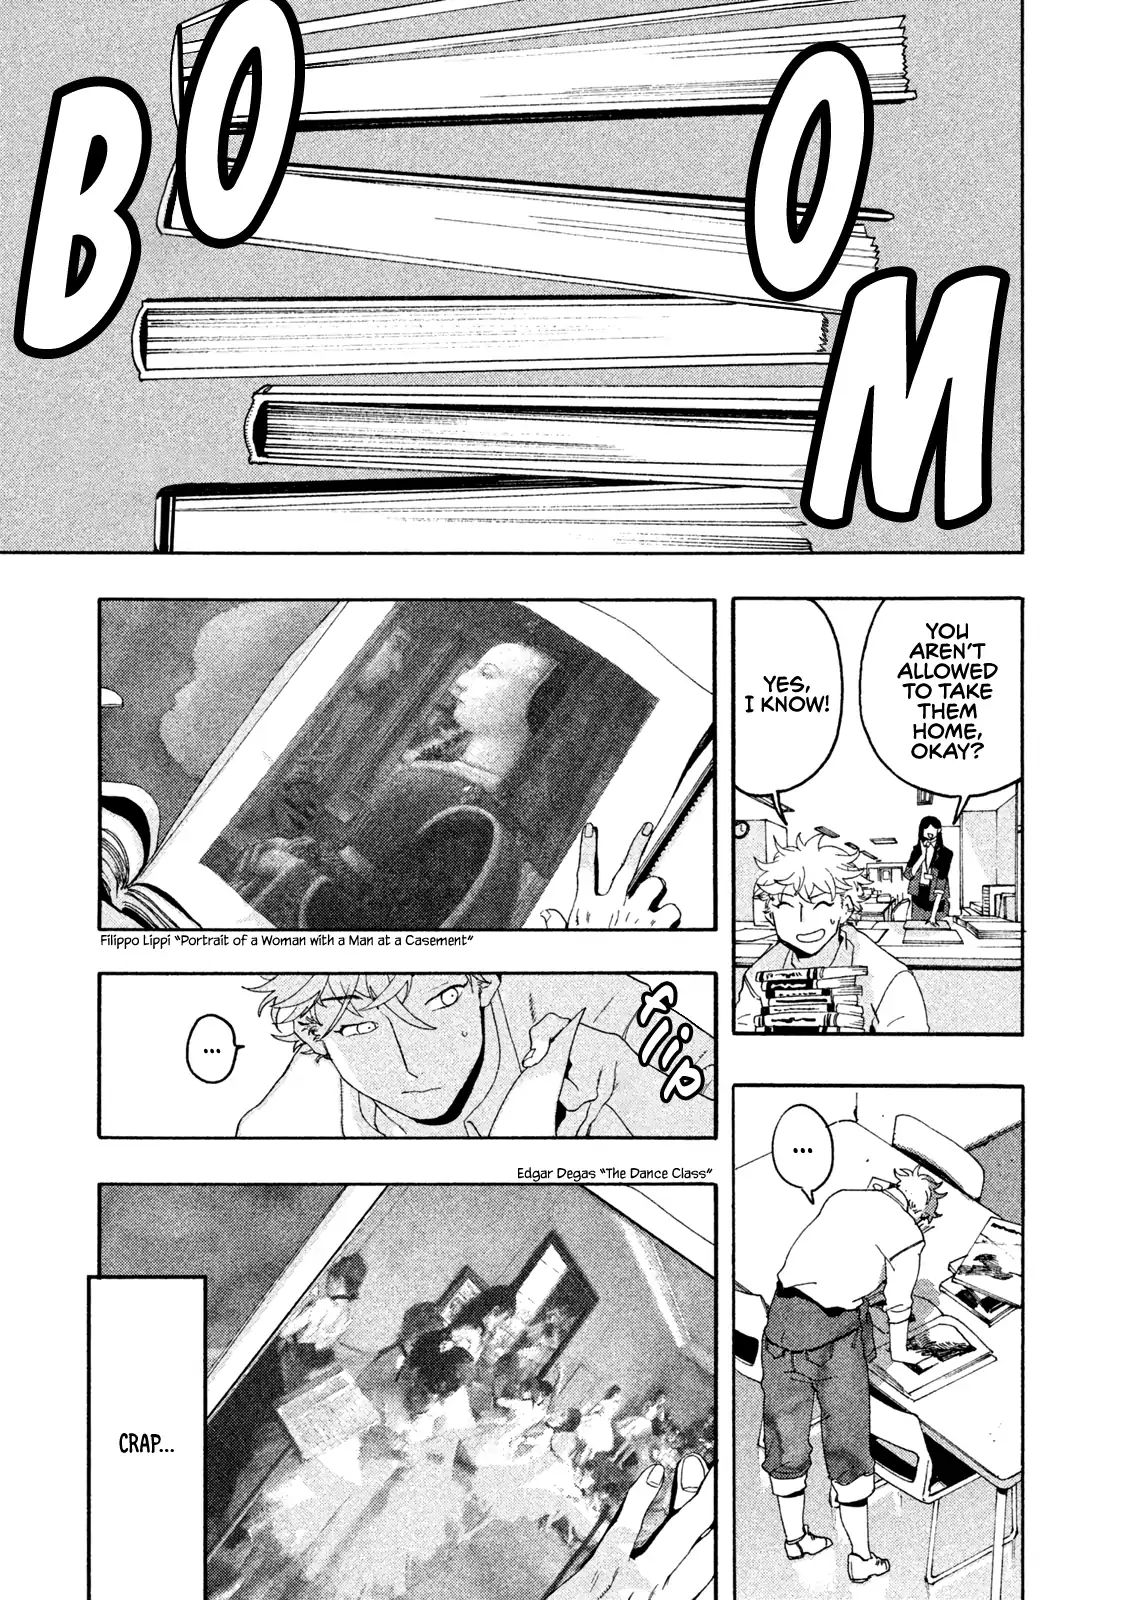 BOOM
YOU
AREN'T
ALLOWED
TO TAKE
THEM
HOME,
OKAY?
YES,
I KNOW!
Filippo Lippi "Portrait of a Woman with a Man at a Casement"
...
flip
...
Edgar Degas "The Dance Class"
CRAP...